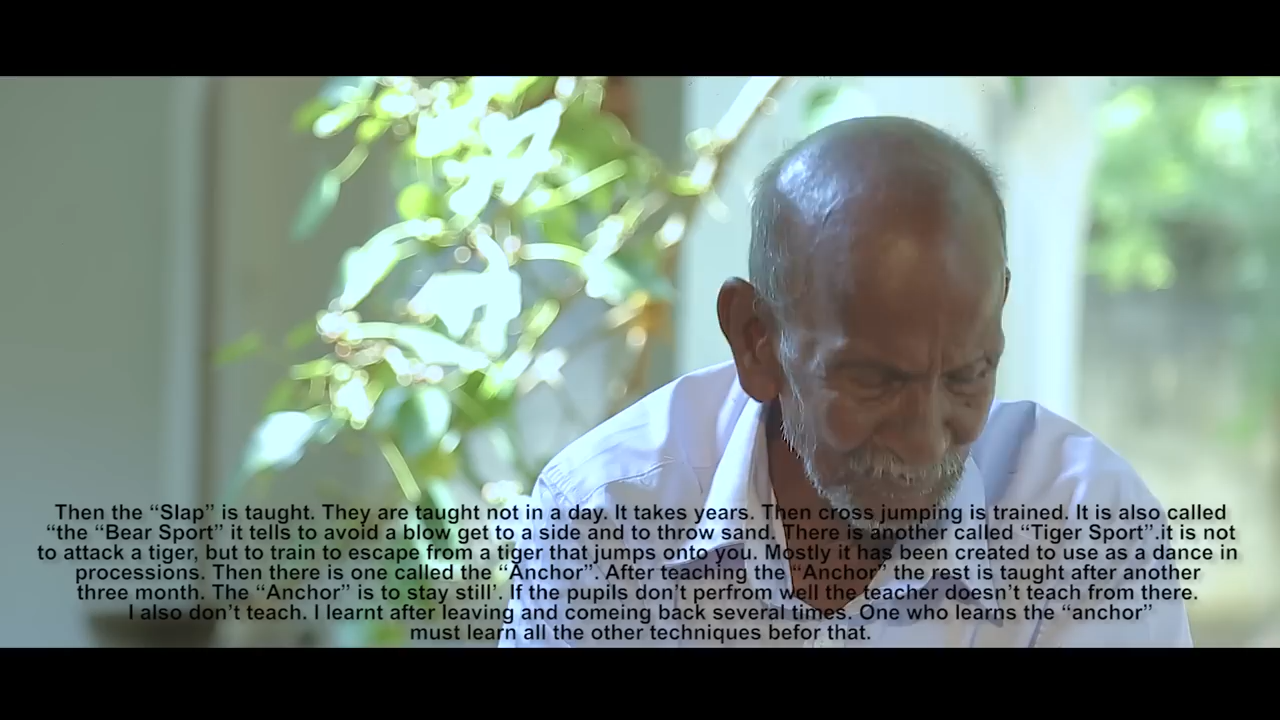 Then the “Slap” is taught. They are taught not in a day. It takes years. Then cross jumping is trained. It is also called
“the “Bear Sport” it tells to avoid a blow get to a side and to throw sand. There is another called “Tiger Sport”.it is not
to attack a tiger, but to train to escape from a tiger that jumps onto you. Mostly it has been created to use as a dance in
processions. Then there is one called the “Anchor”. After teaching the “Anchor” the rest is taught after another
three month. The “Anchor” is to stay still’. If the pupils don’t perfrom well the teacher doesn’t teach from there.
I also don’t teach. I learnt after leaving and comeing back several times. One who learns the “anchor”
must learn all the other techniques befor that.